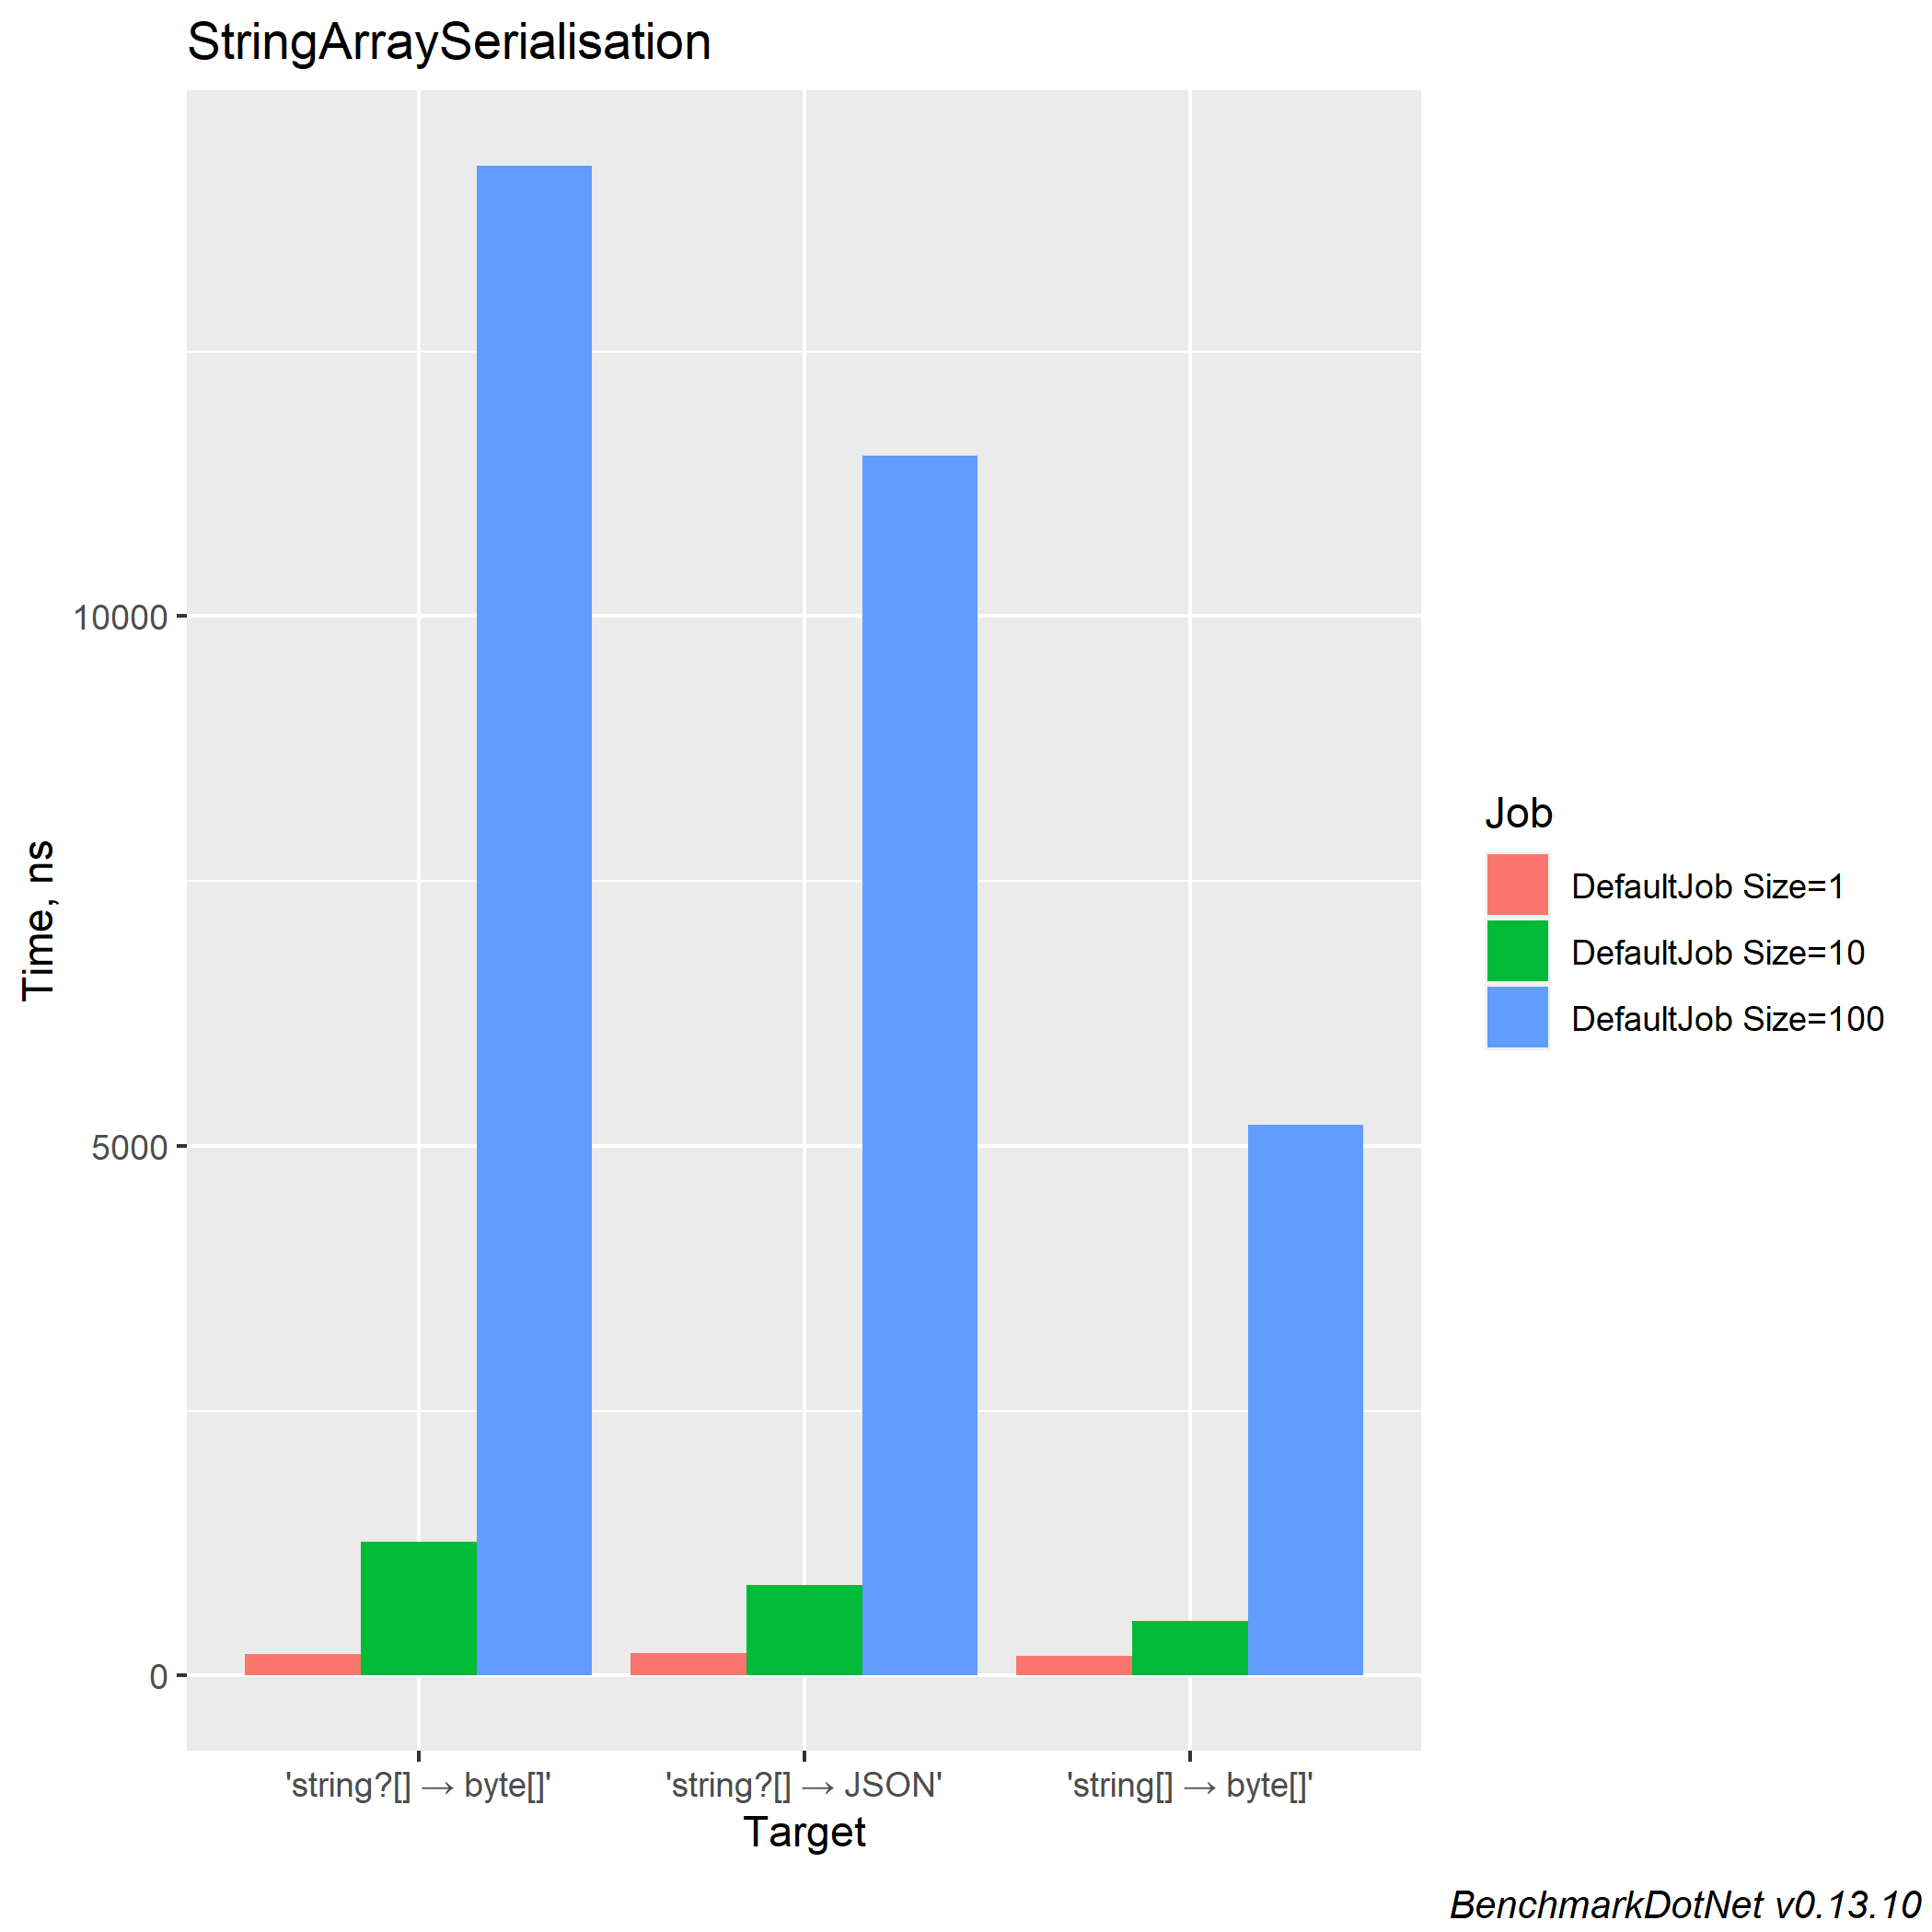 StringArraySerialisation
Time, ns
10000
5000
0
'string?[] → byte[]'
'string?[] → JSON'
'string[] → byte[]'
Target
Job
DefaultJob Size=1
DefaultJob Size=10
DefaultJob Size=100
BenchmarkDotNet v0.13.10